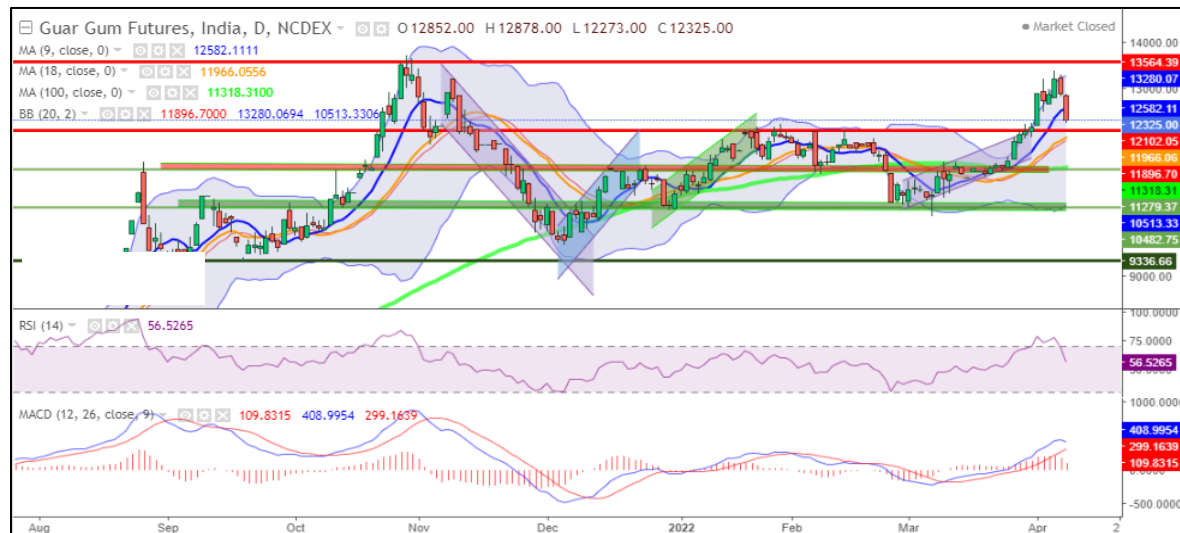 Guar Gum Futures, India, D, NCDEX O12852.00 H12878.00 L12273.00 C12325.00
Market Closed
MA (9, close, 0) 12582.1111
MA (18, close, 0) 11966.0556
MA (100, close, 0) 11318.3100
BB (20, 2) 11896.7000 13280.0694 10513.3306
14000.00
13564.39
13280.07
13000.00
12582.11
12325.00
12102.05
11966.06
11896.70
11318.31
11279.37
10513.33
10482.75
9336.66
9000.00
RSI (14) 56.5265
100.0000
75.0000
56.5265
MACD (12, 26, close, 9) 109.8315 408.9954 299.1639
1000.0000
408.9954
299.1639
109.8315
-500.0000
Aug Sep Oct Nov Dec 2022 Feb Mar Apr 2